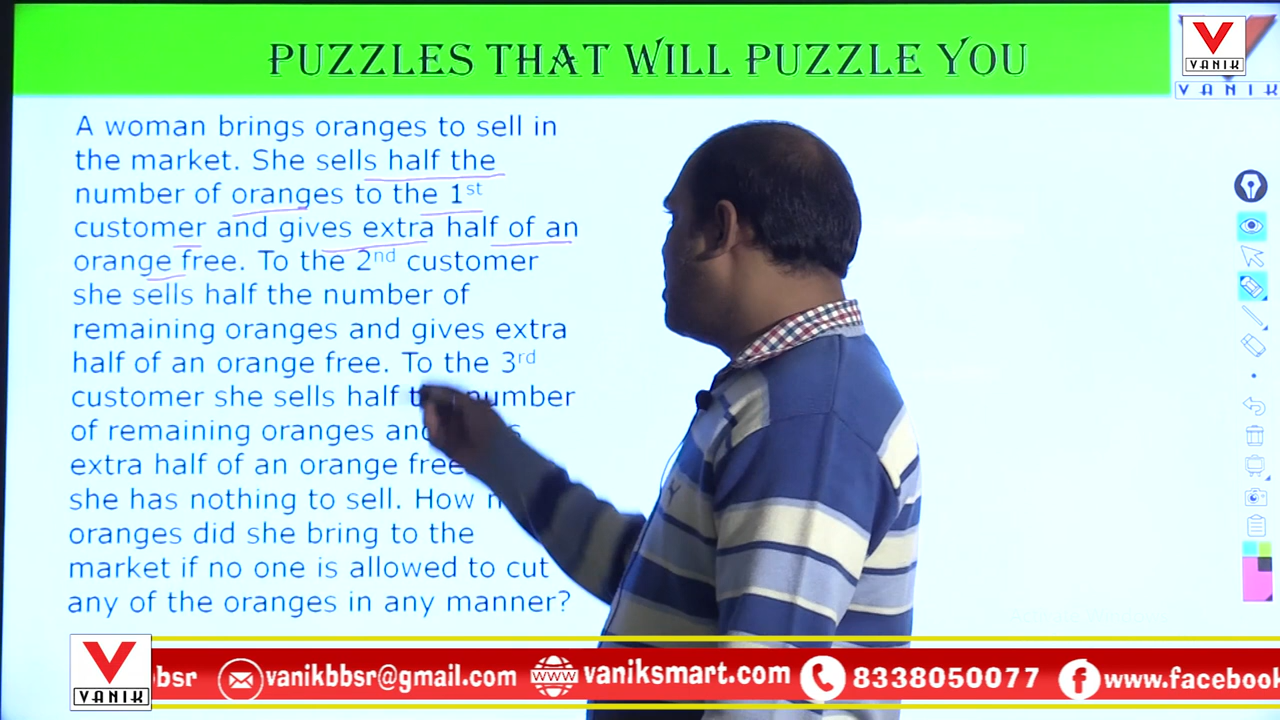 PUZZLES THAT WILL PUZZLE YOU
VANIK
VANIK
A woman brings oranges to sell in
the market. She sells half the
number of oranges to the 1st
customer and gives extra half of an
orange free. To the 2nd customer
she sells half the number of
remaining oranges and gives extra
half of an orange free. To the 3rd
customer she sells half number
of remaining oranges
extra half of an orange free
she has nothing to sell. How
oranges did she bring to the
market if no one is allowed to cut
any of the oranges in any manner?
VANIK
bbsr
vanikbbsr@gmail.com
www
vaniksmart.com
8338050077
f
www.facebook